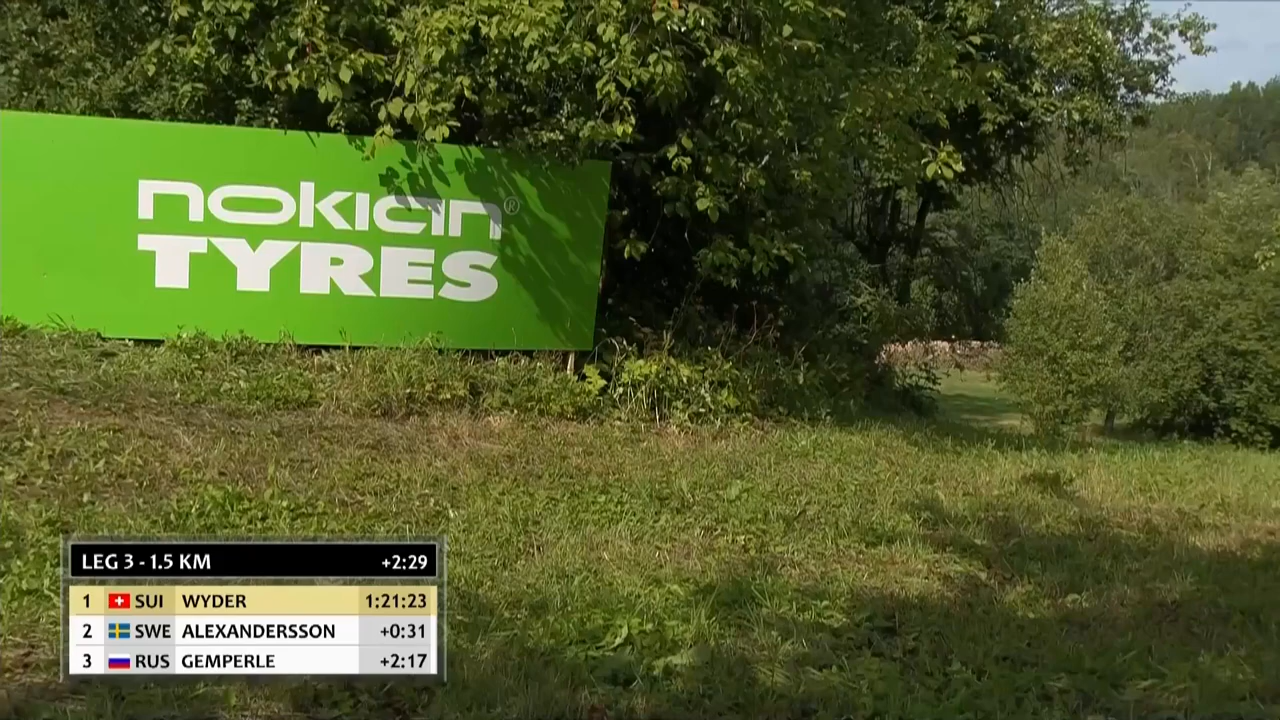 nokian®
TYRES
LEG 3 - 1.5 KM +2:29
1 SUI WYDER 1:21:23
2 SWE ALEXANDERSSON +0:31
3 RUS GEMPERLE +2:17